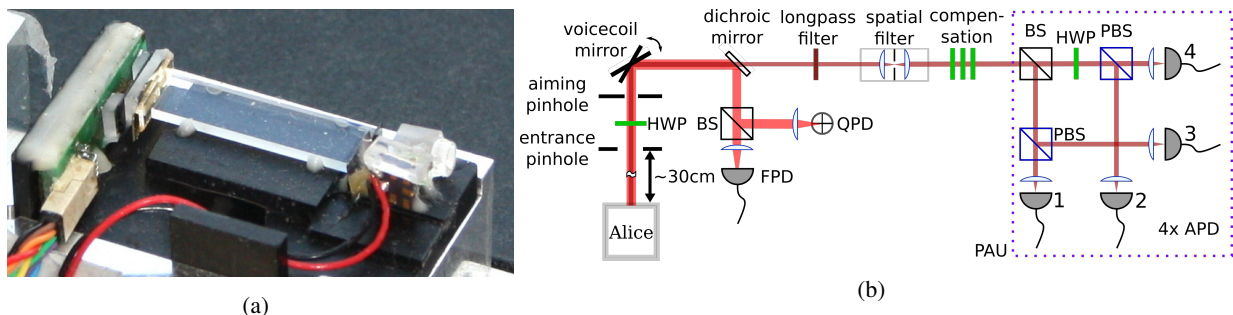 voicecoil
mirror
dichroic
mirror
longpass
filter
spatial
filter
compen-
sation
BS
HWP
PBS
4
aiming
pinhole
HWP
BS
QPD
entrance
pinhole
PBS
3
~30cm
FPD
1
2
Alice
4x APD
PAU
(a)
(b)